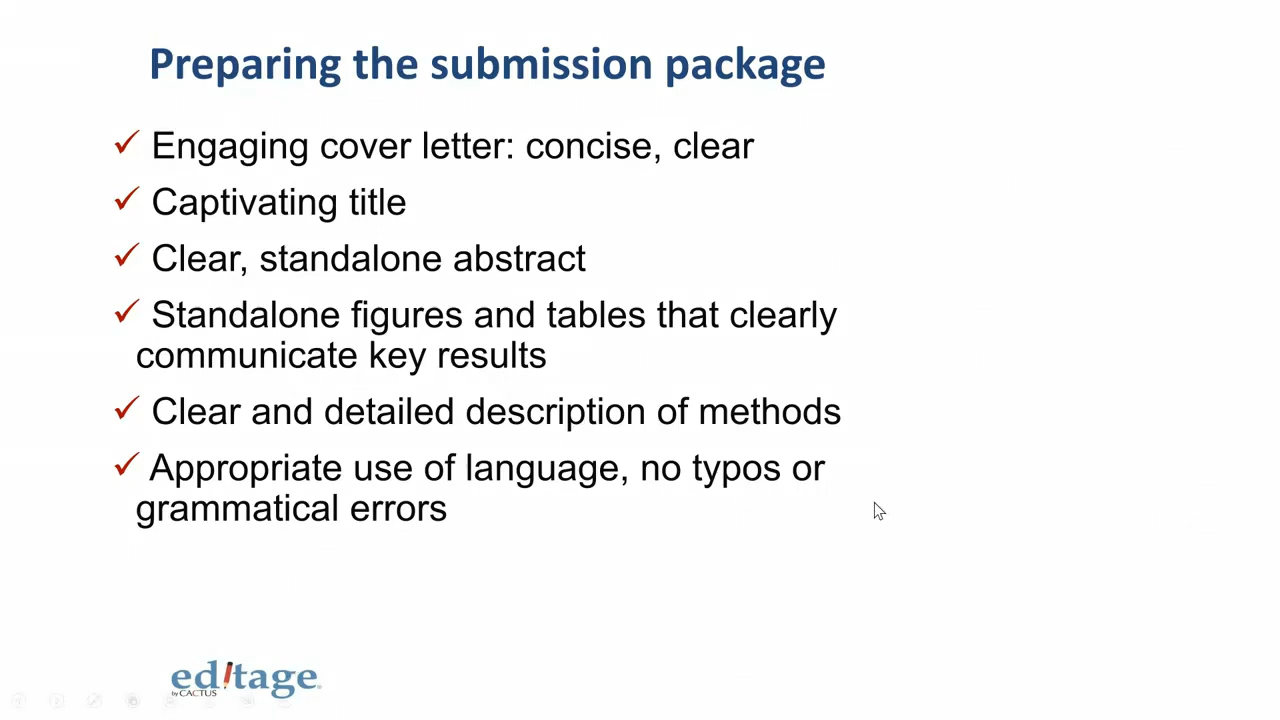 Preparing the submission package
✓ Engaging cover letter: concise, clear
✓ Captivating title
✓ Clear, standalone abstract
✓ Standalone figures and tables that clearly
communicate key results
✓ Clear and detailed description of methods
✓ Appropriate use of language, no typos or
grammatical errors
editage
by CACTUS